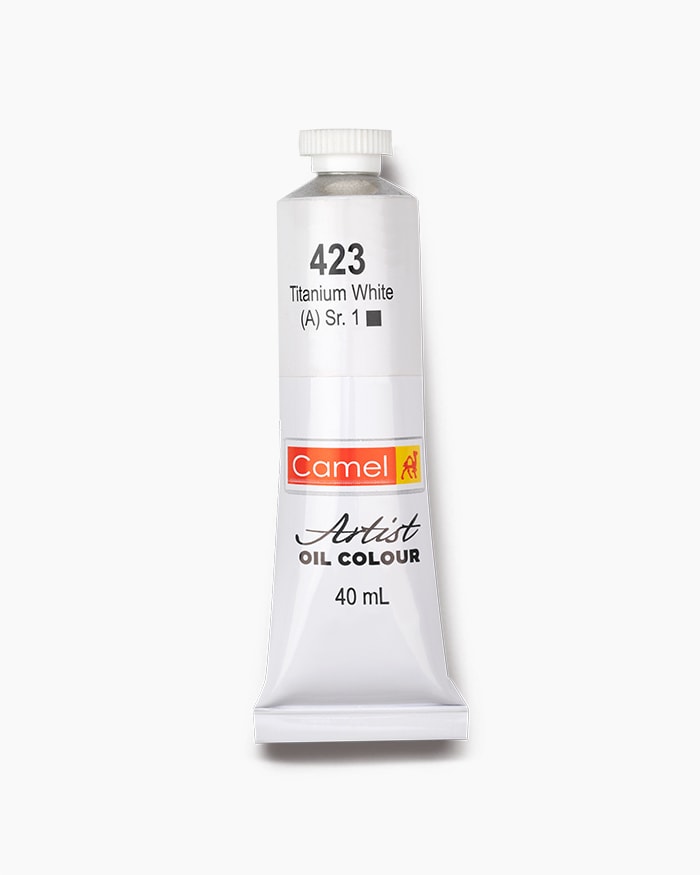 423
Titanium White
(A) Sr. 1 ■
Camel
Artist
OIL COLOUR
40 mL